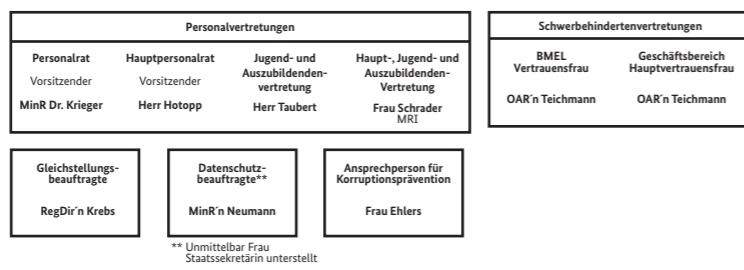 Personalvertretungen
Personalrat
Vorsitzender
MinR Dr. Krieger
Hauptpersonalrat
Vorsitzender
Herr Hotopp
Jugend- und
Auszubildenden-
vertretung
Herr Taubert
Haupt-, Jugend- und
Auszubildenden-
Vertretung
Frau Schrader
MRI
Schwerbehindertenvertretungen
BMEL
Vertrauensfrau
OAR´n Teichmann
Geschäftsbereich
Hauptvertrauensfrau
OAR´n Teichmann
Gleichstellungs-
beauftragte
RegDir´n Krebs
Datenschutz-
beauftragte**
MinR´n Neumann
Ansprechperson für
Korruptionsprävention
Frau Ehlers
** Unmittelbar Frau
Staatssekretärin unterstellt